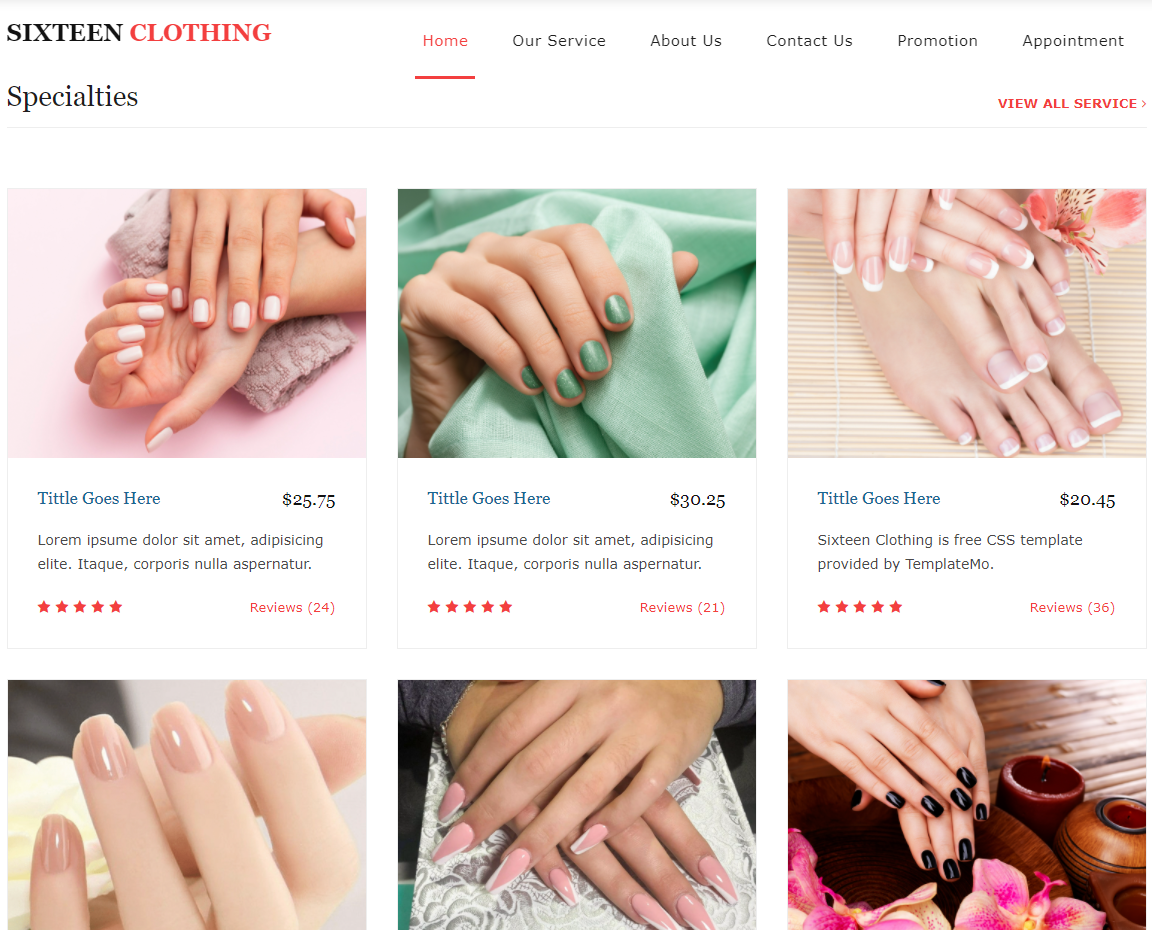 SIXTEEN CLOTHING
Home Our Service About Us Contact Us Promotion Appointment
Specialties
VIEW ALL SERVICE ›
Tittle Goes Here $25.75
Lorem ipsume dolor sit amet, adipisicing
elite. Itaque, corporis nulla aspernatur.
Reviews (24)
Tittle Goes Here $30.25
Lorem ipsume dolor sit amet, adipisicing
elite. Itaque, corporis nulla aspernatur.
Reviews (21)
Tittle Goes Here $20.45
Sixteen Clothing is free CSS template
provided by TemplateMo.
Reviews (36)